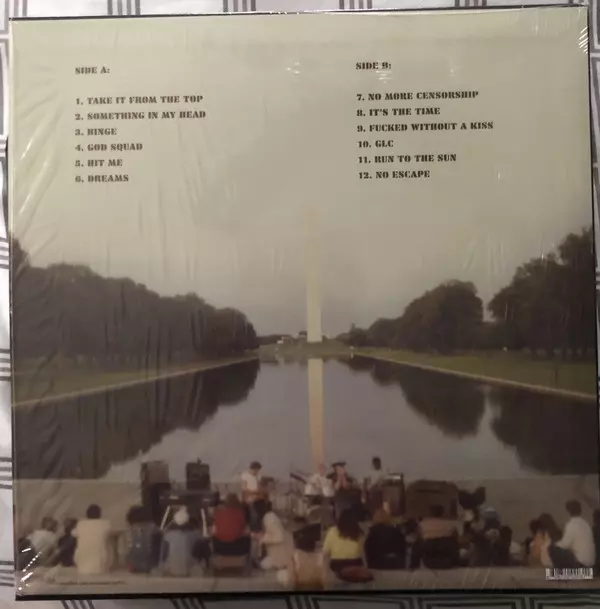 SIDE A:
1. TAKE IT FROM THE TOP
2. SOMETHING IN MY HEAD
3. BINGE
4. GOD SQUAD
5. HIT ME
6. DREAMS
SIDE B:
7. NO MORE CENSORSHIP
8. IT'S THE TIME
9. FUCKED WITHOUT A KISS
10. GLC
11. RUN TO THE SUN
12. NO ESCAPE